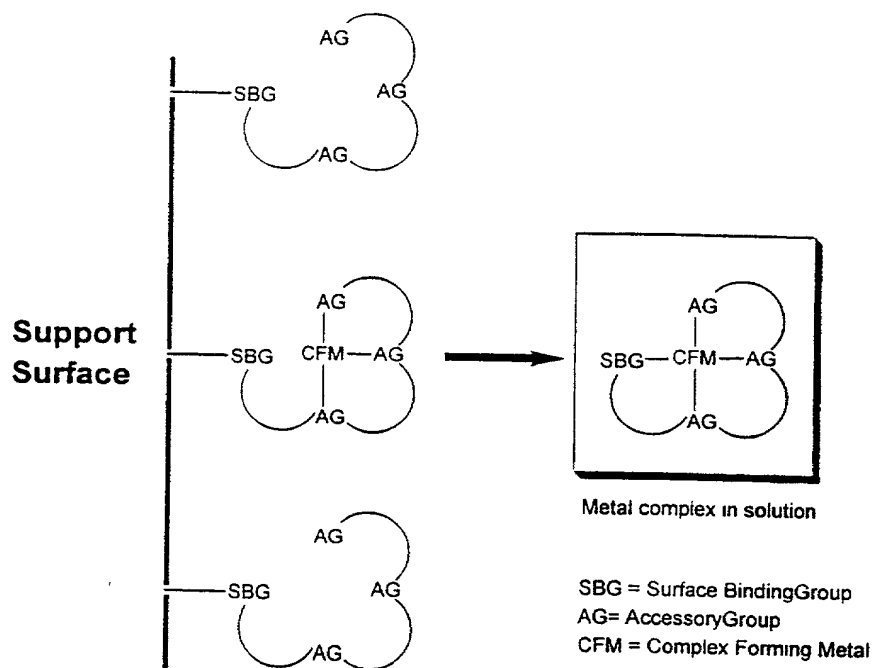 AG
SBG
AG
AG
Support
Surface
AG
SBG
CFM
AG
AG
AG
SBG
CFM
AG
AG
Metal complex in solution
AG
SBG
AG
AG
SBG = Surface BindingGroup
AG= AccessoryGroup
CFM = Complex Forming Metal